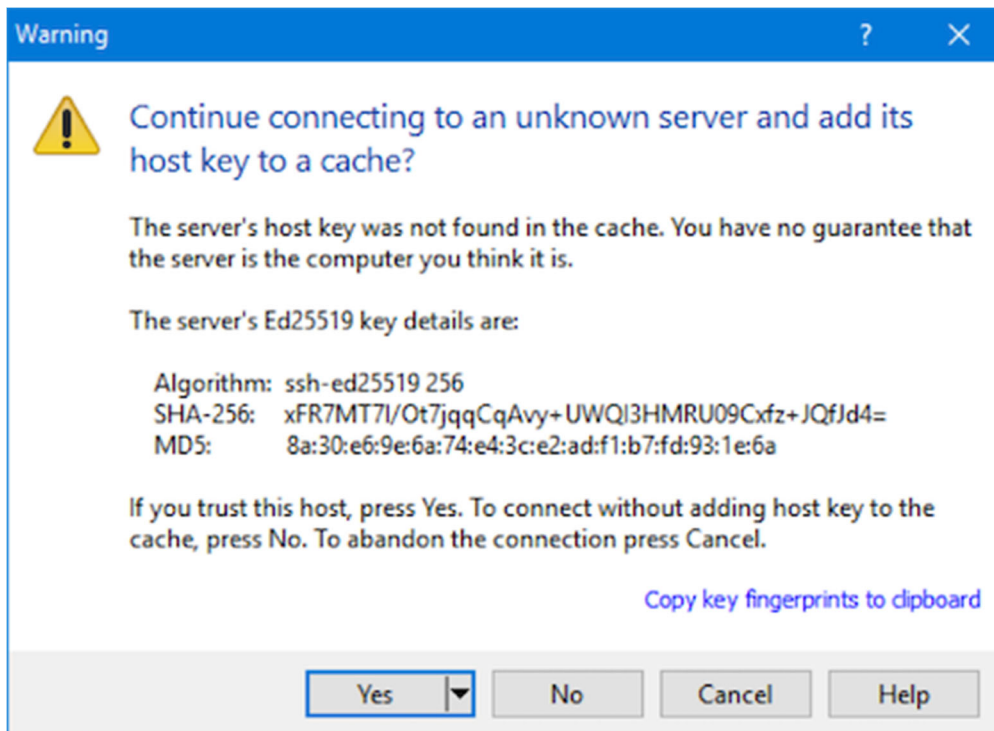 Warning
Continue connecting to an unknown server and add its
host key to a cache?
The server's host key was not found in the cache. You have no guarantee that
the server is the computer you think it is.
The server's Ed25519 key details are:
Algorithm: ssh-ed25519 256
SHA-256: xFR7MT7I/Ot7jqqCqAvy+UWQI3HMRU09Cxfz+JQfJd4=
MD5: 8a:30:e6:9e:6a:74:e4:3c:e2:ad:f1:b7:fd:93:1e:6a
If you trust this host, press Yes. To connect without adding host key to the
cache, press No. To abandon the connection press Cancel.
Copy key fingerprints to clipboard
Yes No Cancel Help